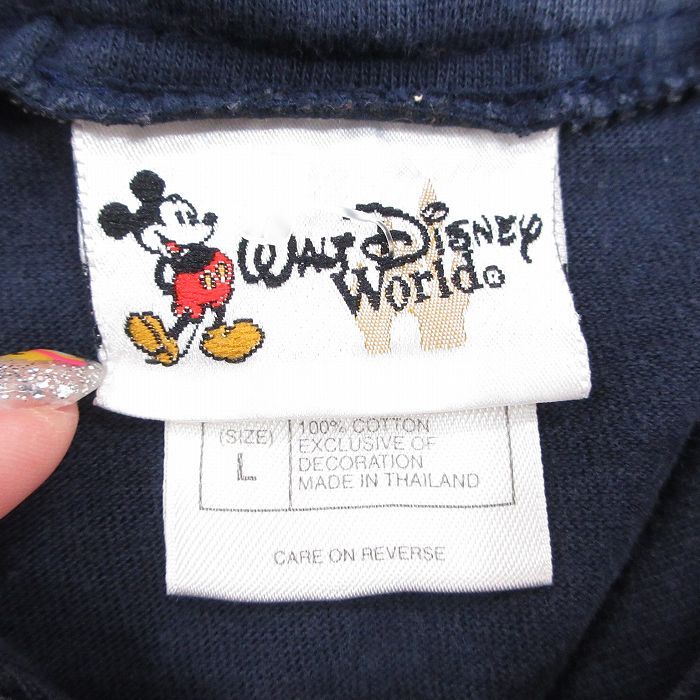 Walt Disney
World®
(SIZE)
L
100% COTTON
EXCLUSIVE OF
DECORATION
MADE IN THAILAND
CARE ON REVERSE